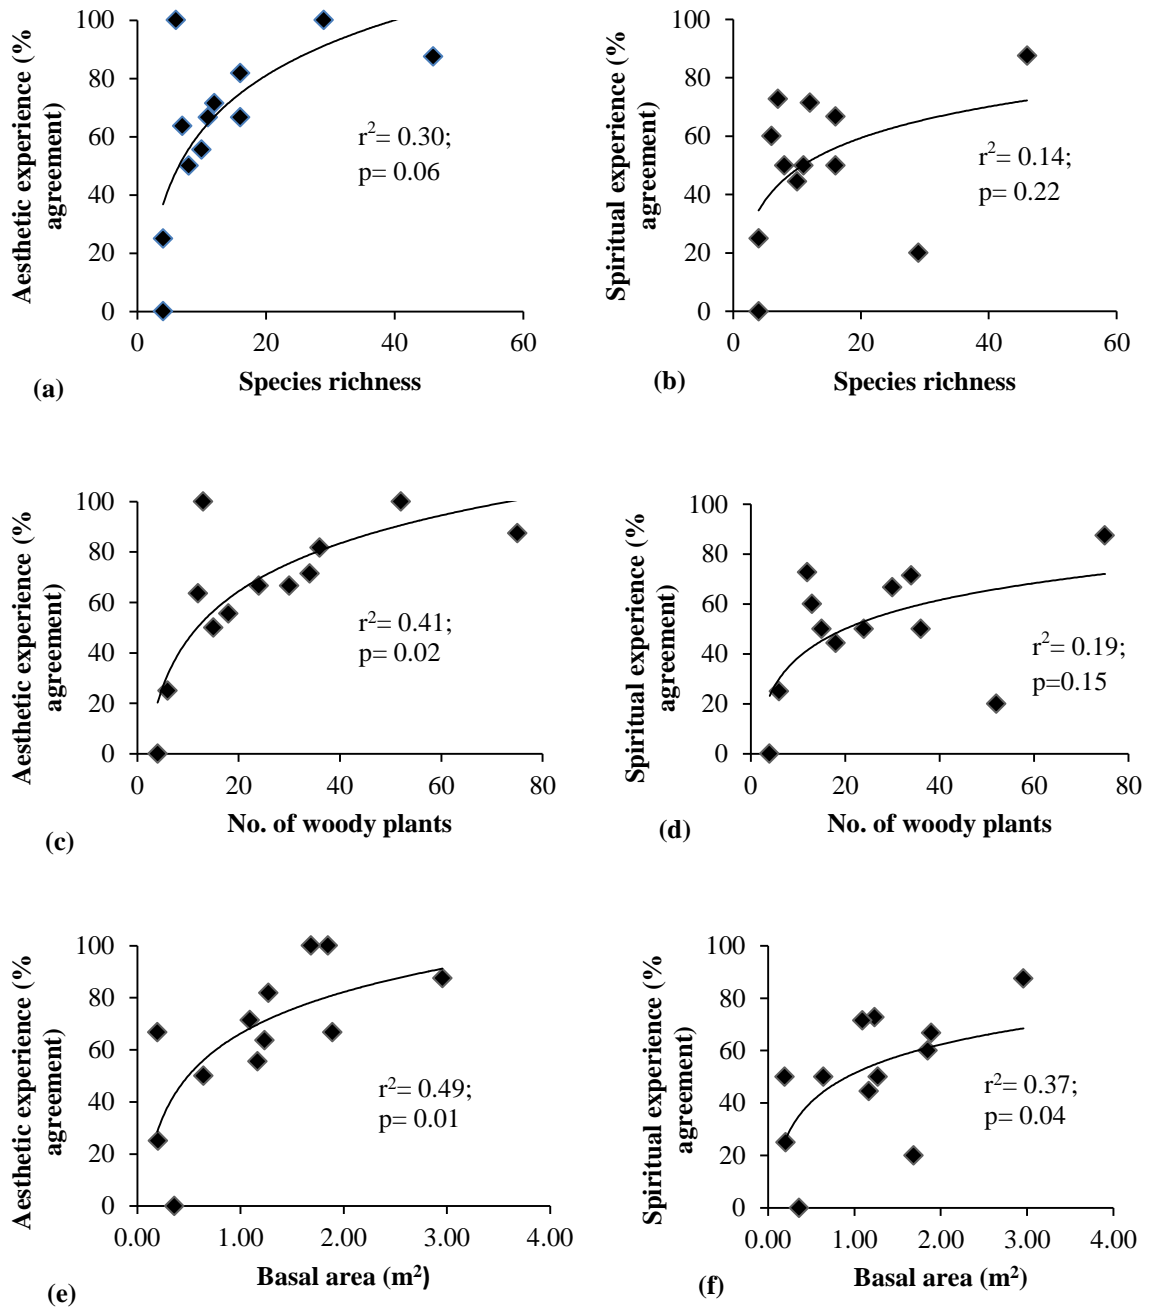 Aesthetic experience (%
agreement)
100
80
60
40
20
0
r²= 0.30;
p= 0.06
0 20 40 60
Species richness
(a)
Spiritual experience (%
agreement)
100
80
60
40
20
0
r²= 0.14;
p= 0.22
0 20 40 60
Species richness
(b)
Aesthetic experience (%
agreement)
100
80
60
40
20
0
r²= 0.41;
p= 0.02
0 20 40 60 80
No. of woody plants
(c)
Spiritual experience (%
agreement)
100
80
60
40
20
0
r²= 0.19;
p=0.15
0 20 40 60 80
No. of woody plants
(d)
Aesthetic experience (%
agreement)
100
80
60
40
20
0
r²= 0.49;
p= 0.01
0.00 1.00 2.00 3.00 4.00
Basal area (m²)
(e)
Spiritual experience (%
agreement)
100
80
60
40
20
0
r²= 0.37;
p= 0.04
0.00 1.00 2.00 3.00 4.00
Basal area (m²)
(f)